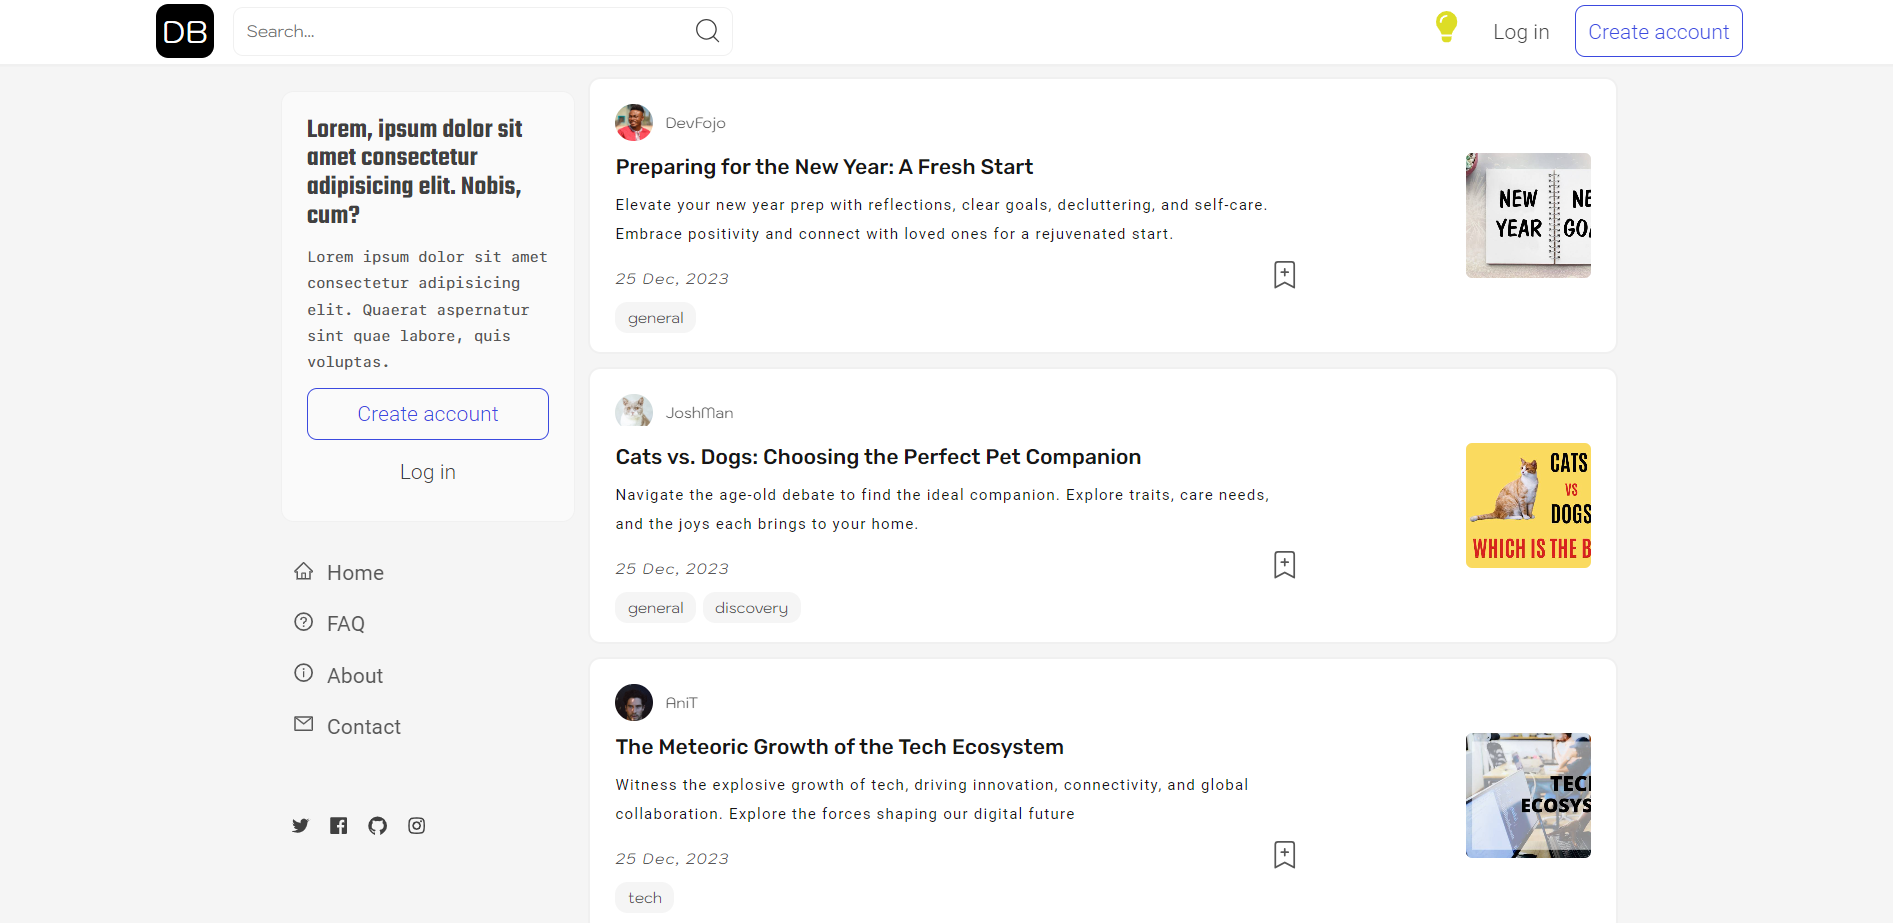 DB
Search...
Log in
Create account
Lorem, ipsum dolor sit
amet consectetur
adipisicing elit. Nobis,
cum?
Lorem ipsum dolor sit amet
consectetur adipisicing
elit. Quaerat aspernatur
sint quae labore, quis
voluptas.
Create account
Log in
Home
FAQ
About
Contact
DevFojo
Preparing for the New Year: A Fresh Start
Elevate your new year prep with reflections, clear goals, decluttering, and self-care.
Embrace positivity and connect with loved ones for a rejuvenated start.
25 Dec, 2023
general
NEW NE
YEAR GOA
JoshMan
Cats vs. Dogs: Choosing the Perfect Pet Companion
Navigate the age-old debate to find the ideal companion. Explore traits, care needs,
and the joys each brings to your home.
25 Dec, 2023
general discovery
CATS
VS
DOGS
WHICH IS THE B
AniT
The Meteoric Growth of the Tech Ecosystem
Witness the explosive growth of tech, driving innovation, connectivity, and global
collaboration. Explore the forces shaping our digital future
25 Dec, 2023
tech
TEC
ECOSYS